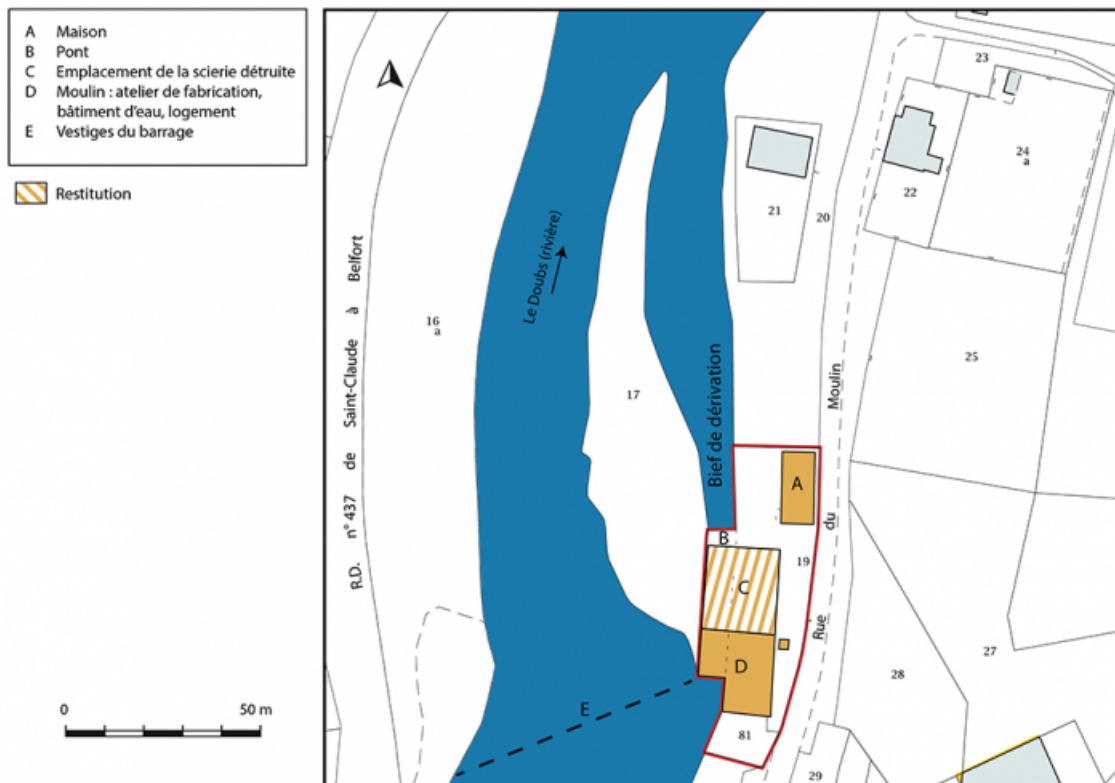 A Maison
B Pont
C Emplacement de la scierie détruite
D Moulin : atelier de fabrication,
bâtiment d'eau, logement
E Vestiges du barrage
Restitution
0 50 m
R.D. n° 437 de Saint-Claude à Belfort
16
a
Le Doubs (rivière)
17
Bief de dérivation
21
20
23
22
24
a
25
A
B
C
D
E
19
81
Rue du Moulin
28
27
29